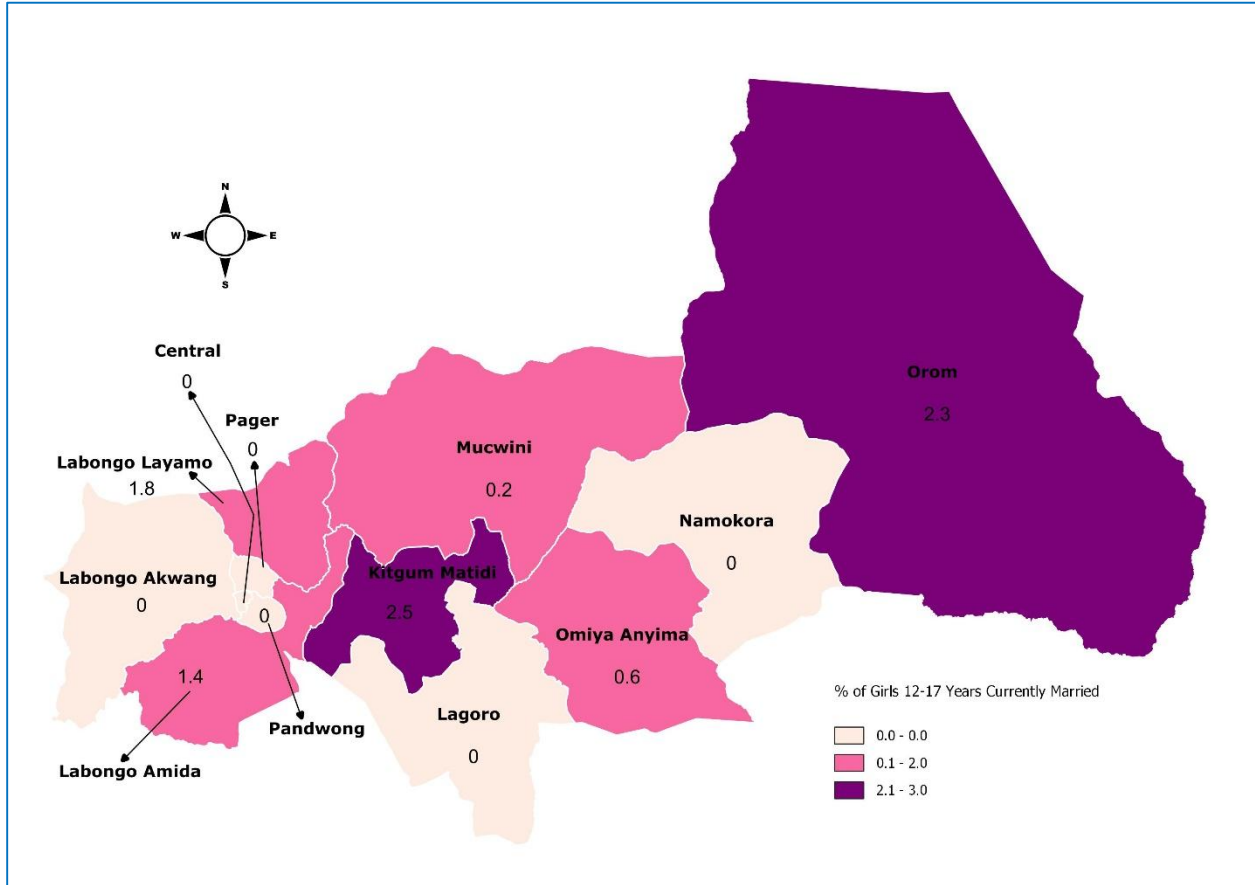 N
W E
S
Central
0
Pager
0
Labongo Layamo
1.8
Mucwini
0.2
Orom
2.3
Namokora
0
Labongo Akwang
0
Kitgum Matidi
2.5
0
Omiya Anyima
0.6
1.4
Pandwong
Lagoro
0
Labongo Amida
% of Girls 12-17 Years Currently Married
0.0 - 0.0
0.1 - 2.0
2.1 - 3.0